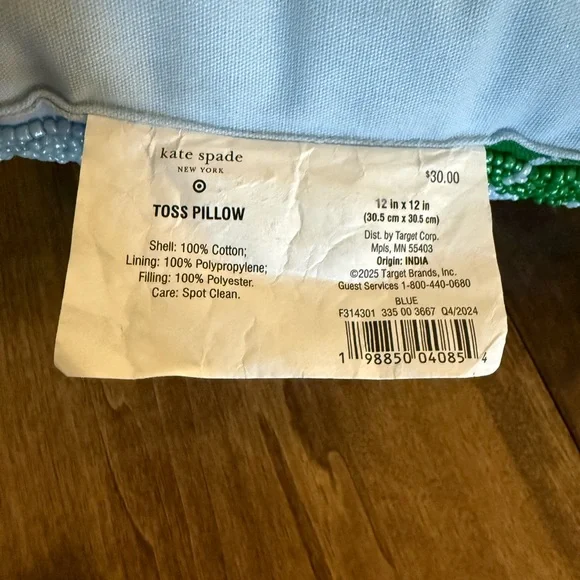 kate spade
NEW YORK
TOSS PILLOW
Shell: 100% Cotton;
Lining: 100% Polypropylene;
Filling: 100% Polyester.
Care: Spot Clean.
$30.00
12 in x 12 in
(30.5 cm x 30.5 cm)
Dist. by Target Corp.
Mpls, MN 55403
Origin: INDIA
©2025 Target Brands, Inc.
Guest Services 1-800-440-0680
BLUE
F314301 335 00 3667 Q4/2024
1 98850 04085 4